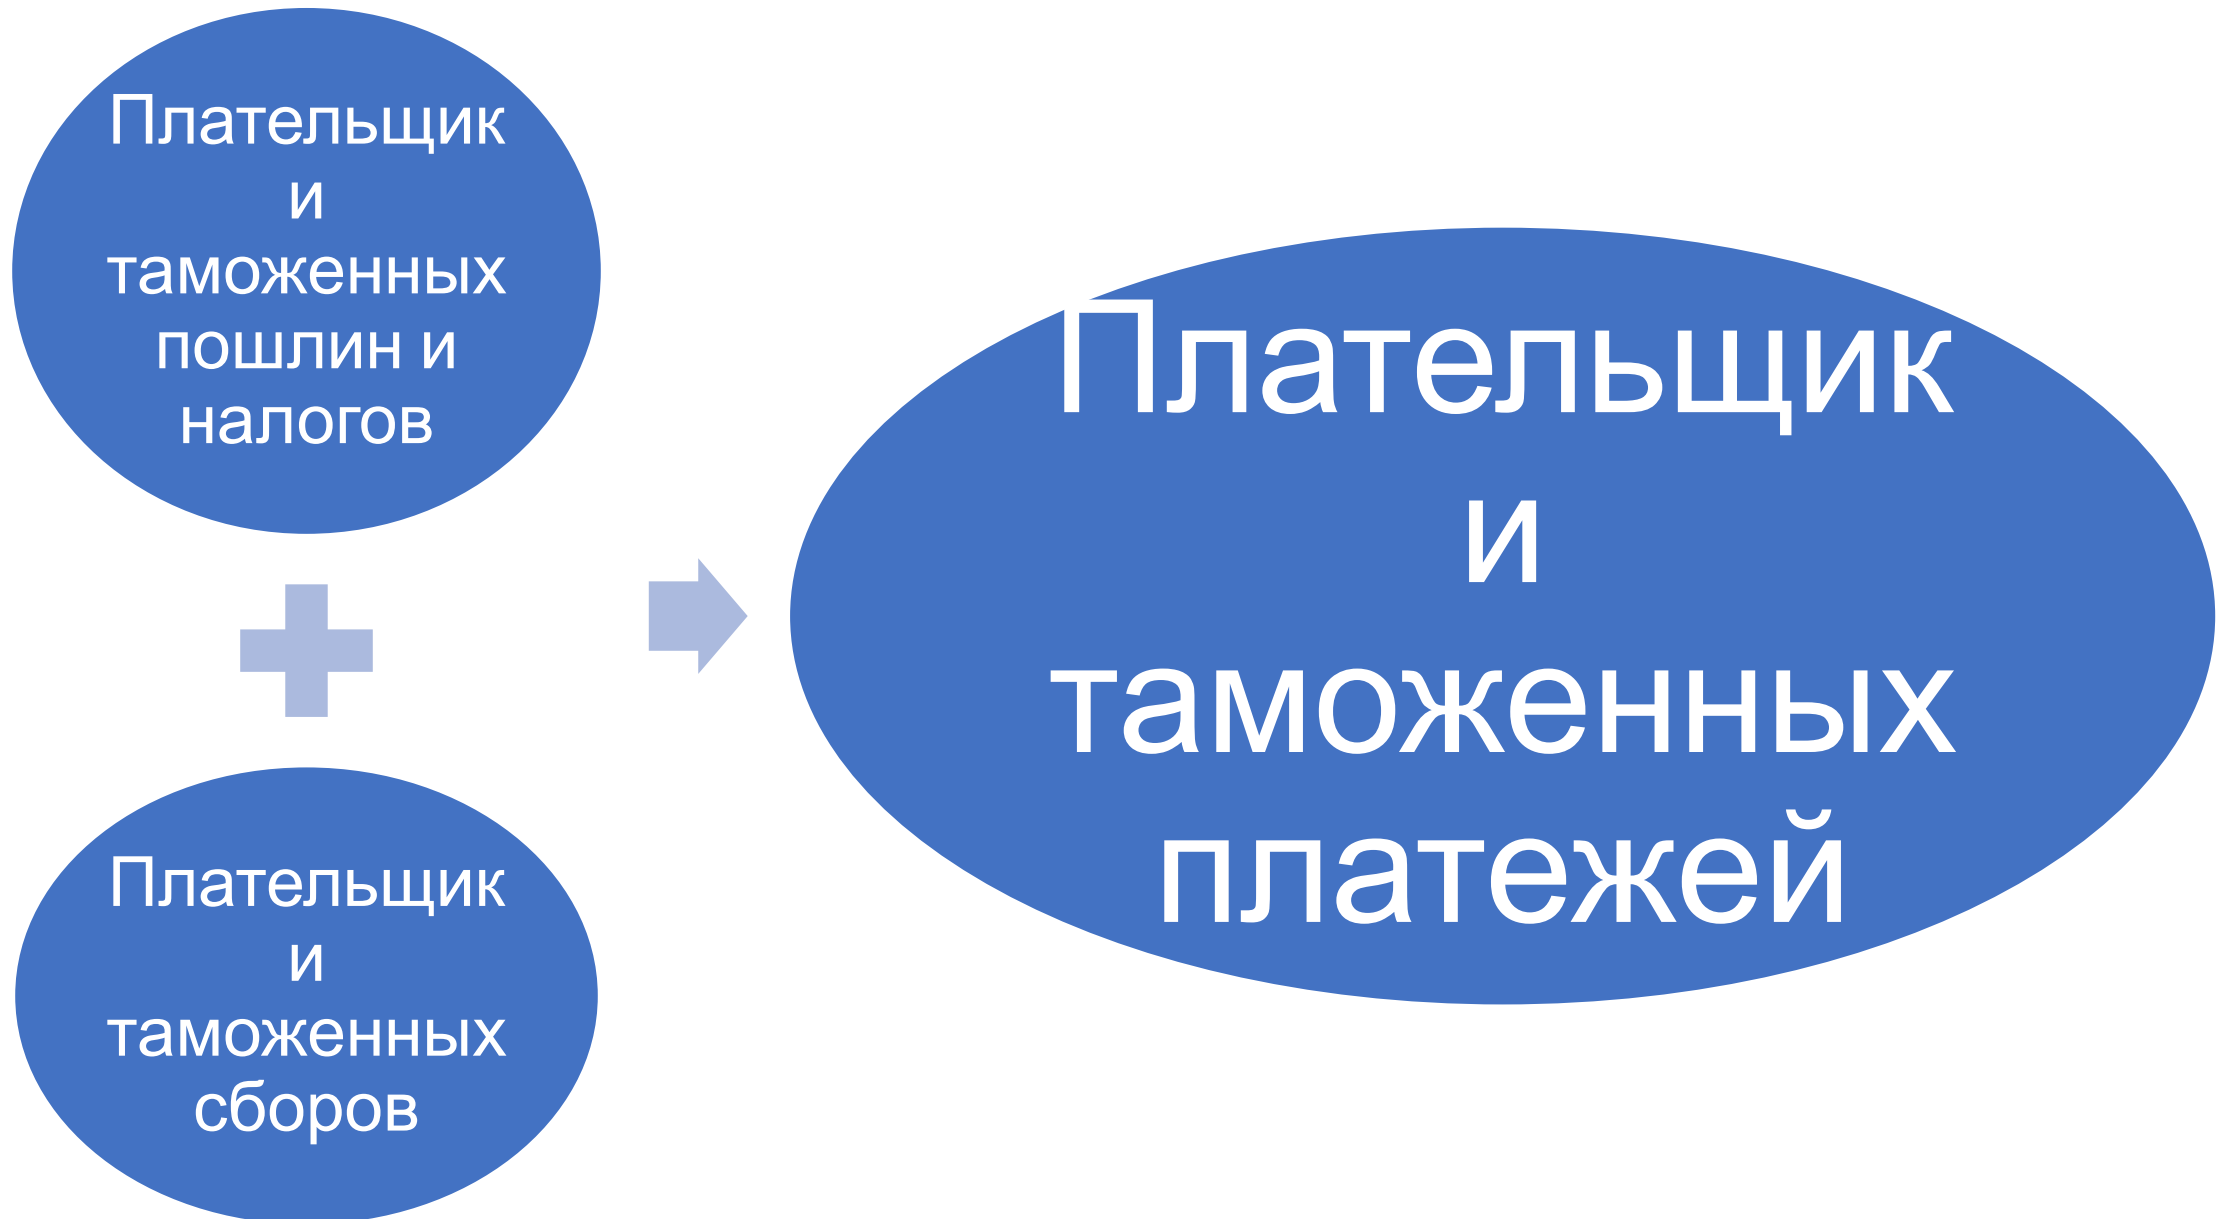 Плательщик
и
таможенных
пошлин и
налогов
Плательщик
и
таможенных
сборов
Плательщик
и
таможенных
платежей